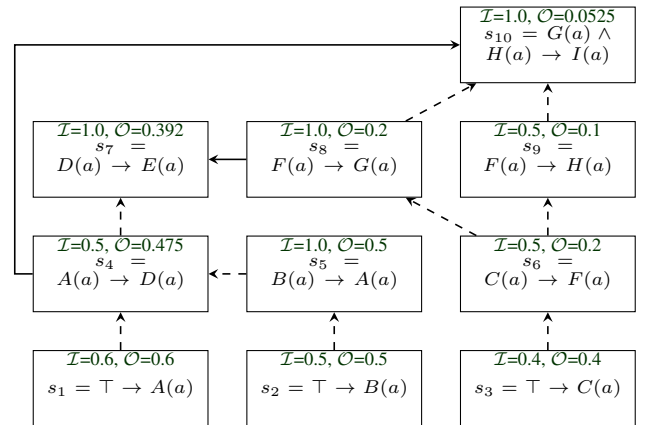 I=1.0, O=0.0525
s10 = G(a) ∧
H(a) → I(a)
I=1.0, O=0.392
s7 =
D(a) → E(a)
I=1.0, O=0.2
s8 =
F(a) → G(a)
I=0.5, O=0.1
s9 =
F(a) → H(a)
I=0.5, O=0.475
s4 =
A(a) → D(a)
I=1.0, O=0.5
s5 =
B(a) → A(a)
I=0.5, O=0.2
s6 =
C(a) → F(a)
I=0.6, O=0.6
s1 = ⊤ → A(a)
I=0.5, O=0.5
s2 = ⊤ → B(a)
I=0.4, O=0.4
s3 = ⊤ → C(a)